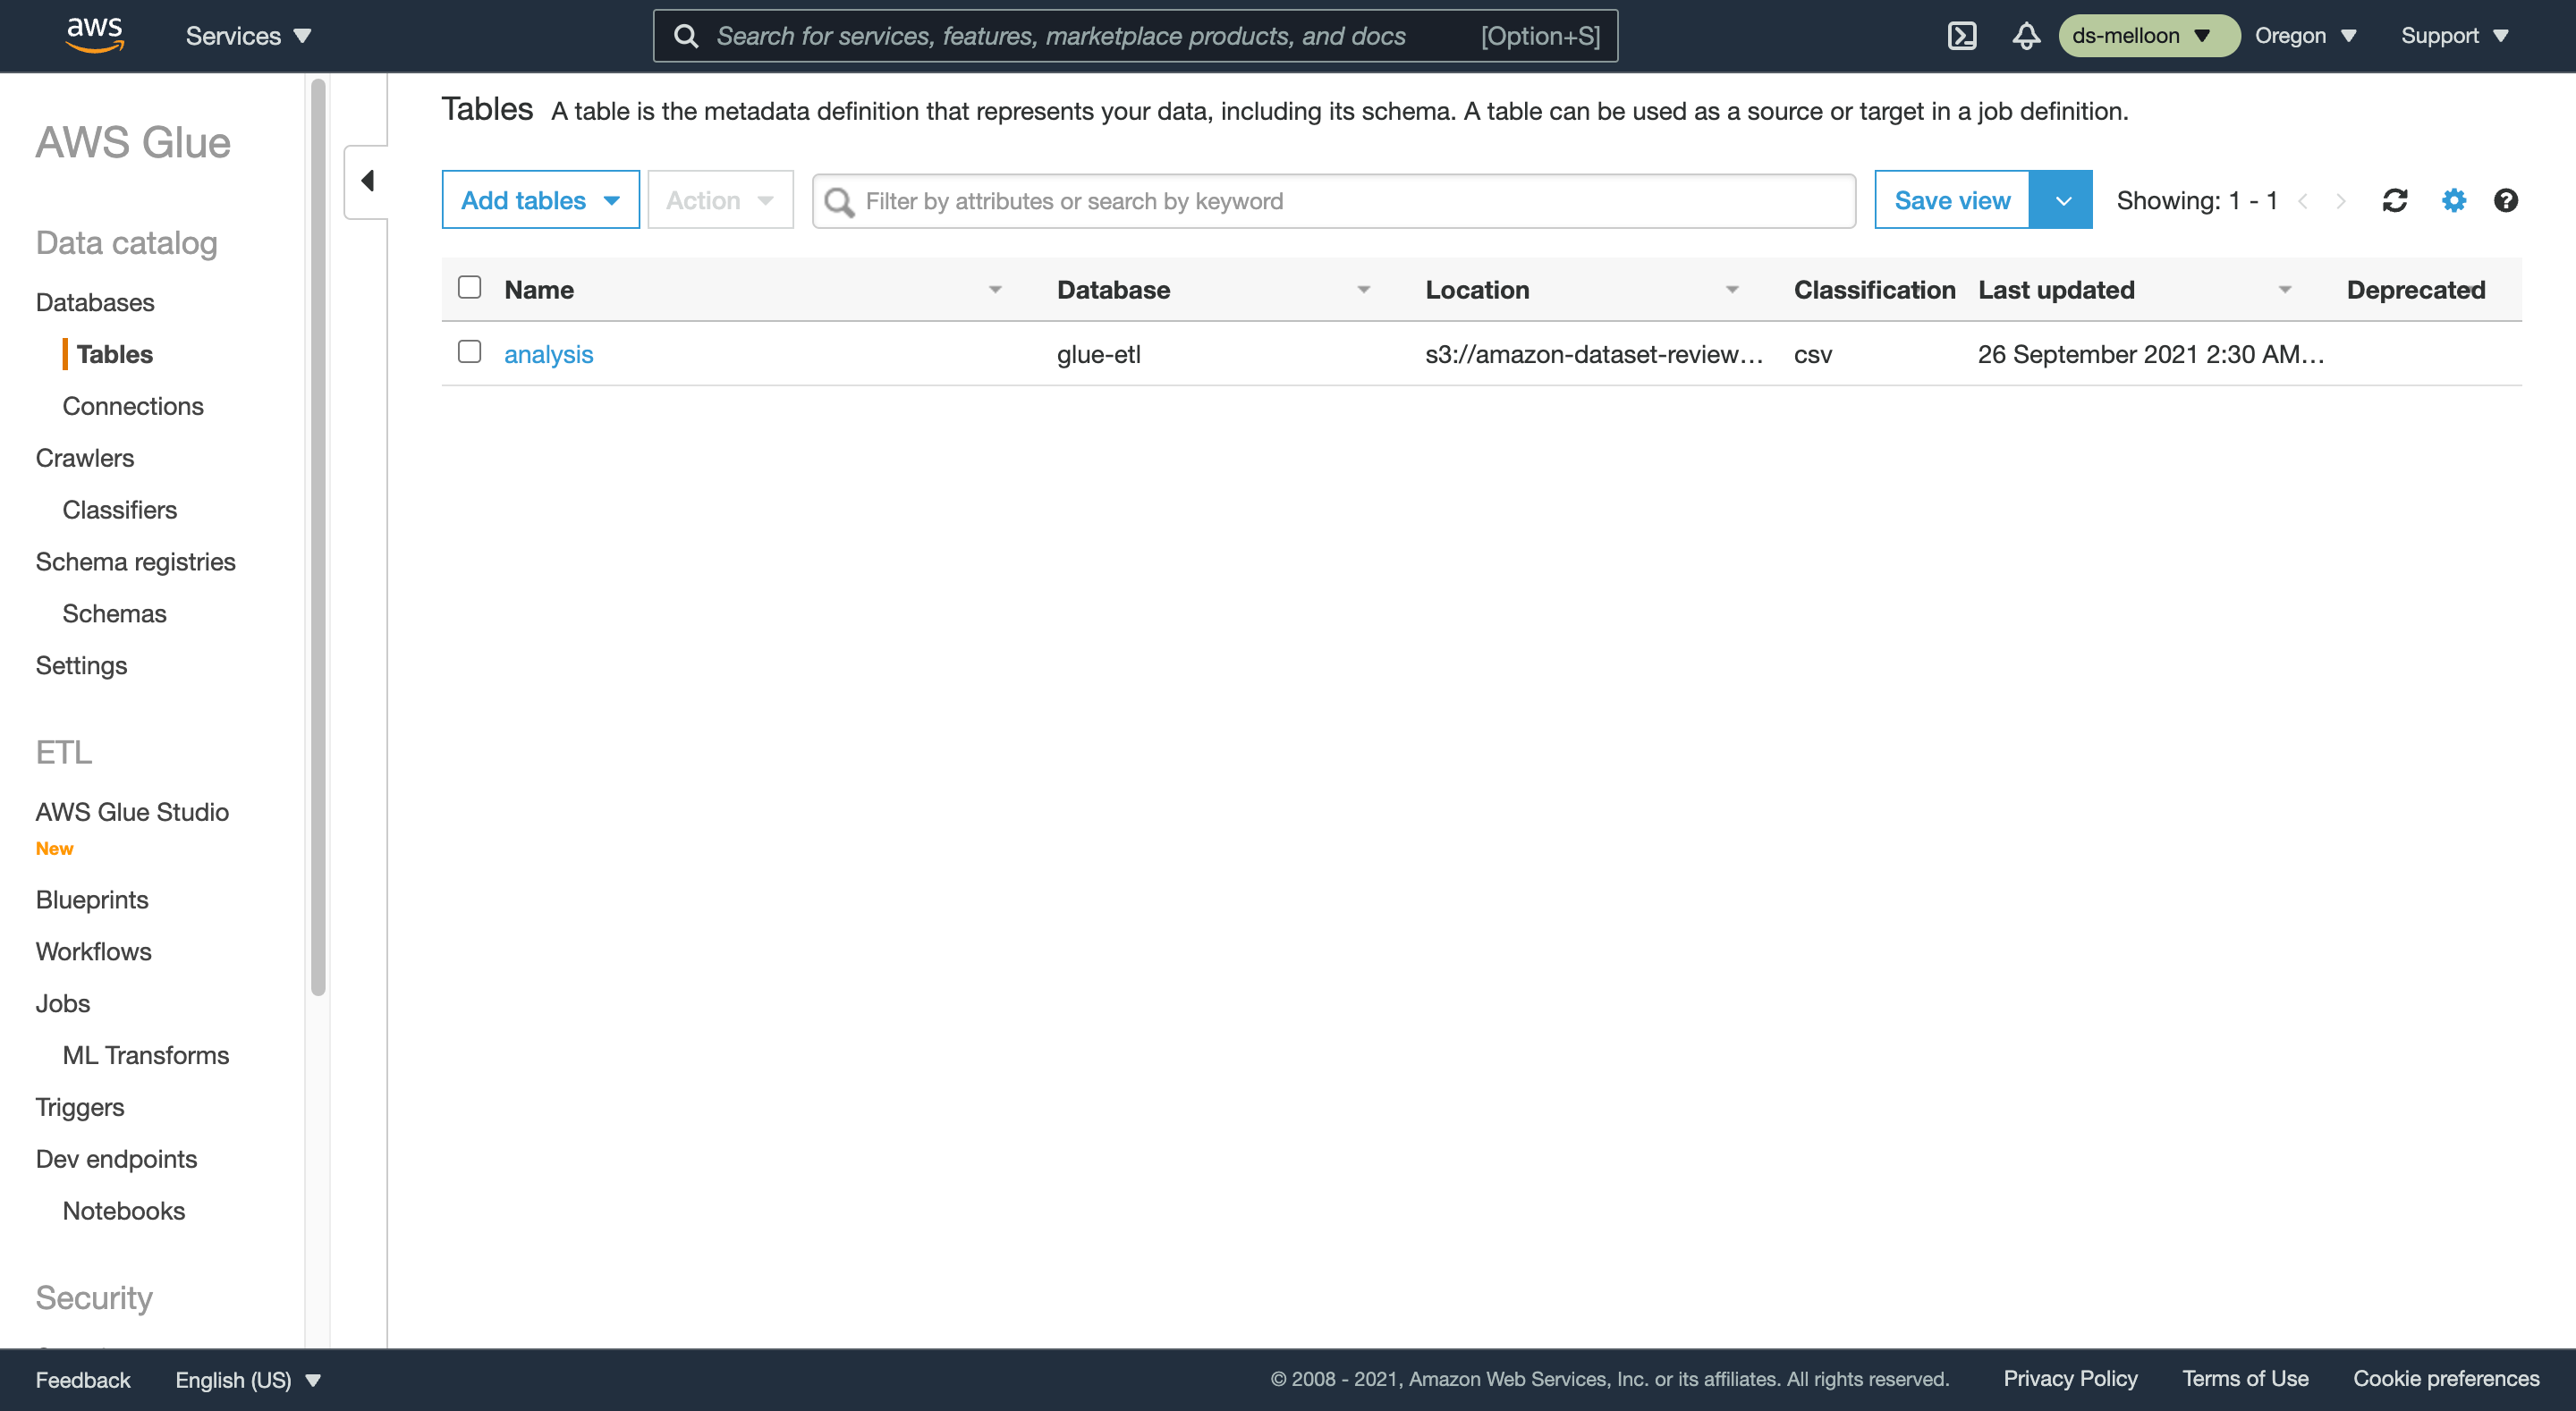 aws Services Search for services, features, marketplace products, and docs [Option+S] ds-melloon Oregon Support
AWS Glue
Data catalog
Databases
Tables
Connections
Crawlers
Classifiers
Schema registries
Schemas
Settings
ETL
AWS Glue Studio
New
Blueprints
Workflows
Jobs
ML Transforms
Triggers
Dev endpoints
Notebooks
Security
Tables A table is the metadata definition that represents your data, including its schema. A table can be used as a source or target in a job definition.
Add tables Action Filter by attributes or search by keyword Save view Showing: 1 - 1
Name Database Location Classification Last updated Deprecated
analysis glue-etl s3://amazon-dataset-review... csv 26 September 2021 2:30 AM...
Feedback English (US) © 2008 - 2021, Amazon Web Services, Inc. or its affiliates. All rights reserved. Privacy Policy Terms of Use Cookie preferences